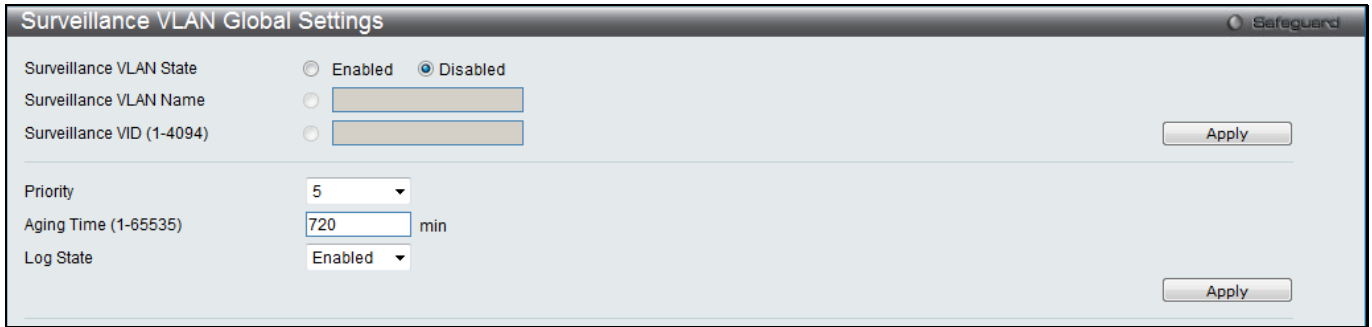 Surveillance VLAN Global Settings
Safeguard
Surveillance VLAN State Enabled Disabled
Surveillance VLAN Name
Surveillance VID (1-4094)
Apply
Priority 5
Aging Time (1-65535) 720 min
Log State Enabled
Apply